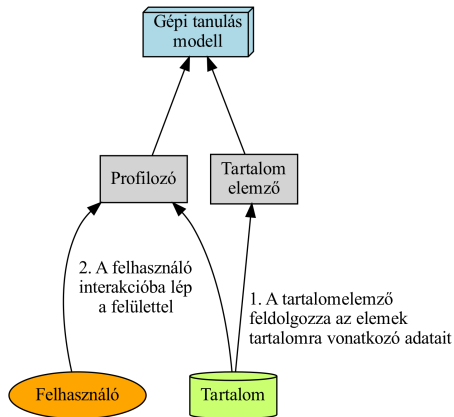 Gépi tanulás
modell
Profilozó
Tartalom
elemző
2. A felhasználó
interakcióba lép
a felülettel
1. A tartalomelemző
feldolgozza az elemek
tartalomra vonatkozó adatait
Felhasználó
Tartalom